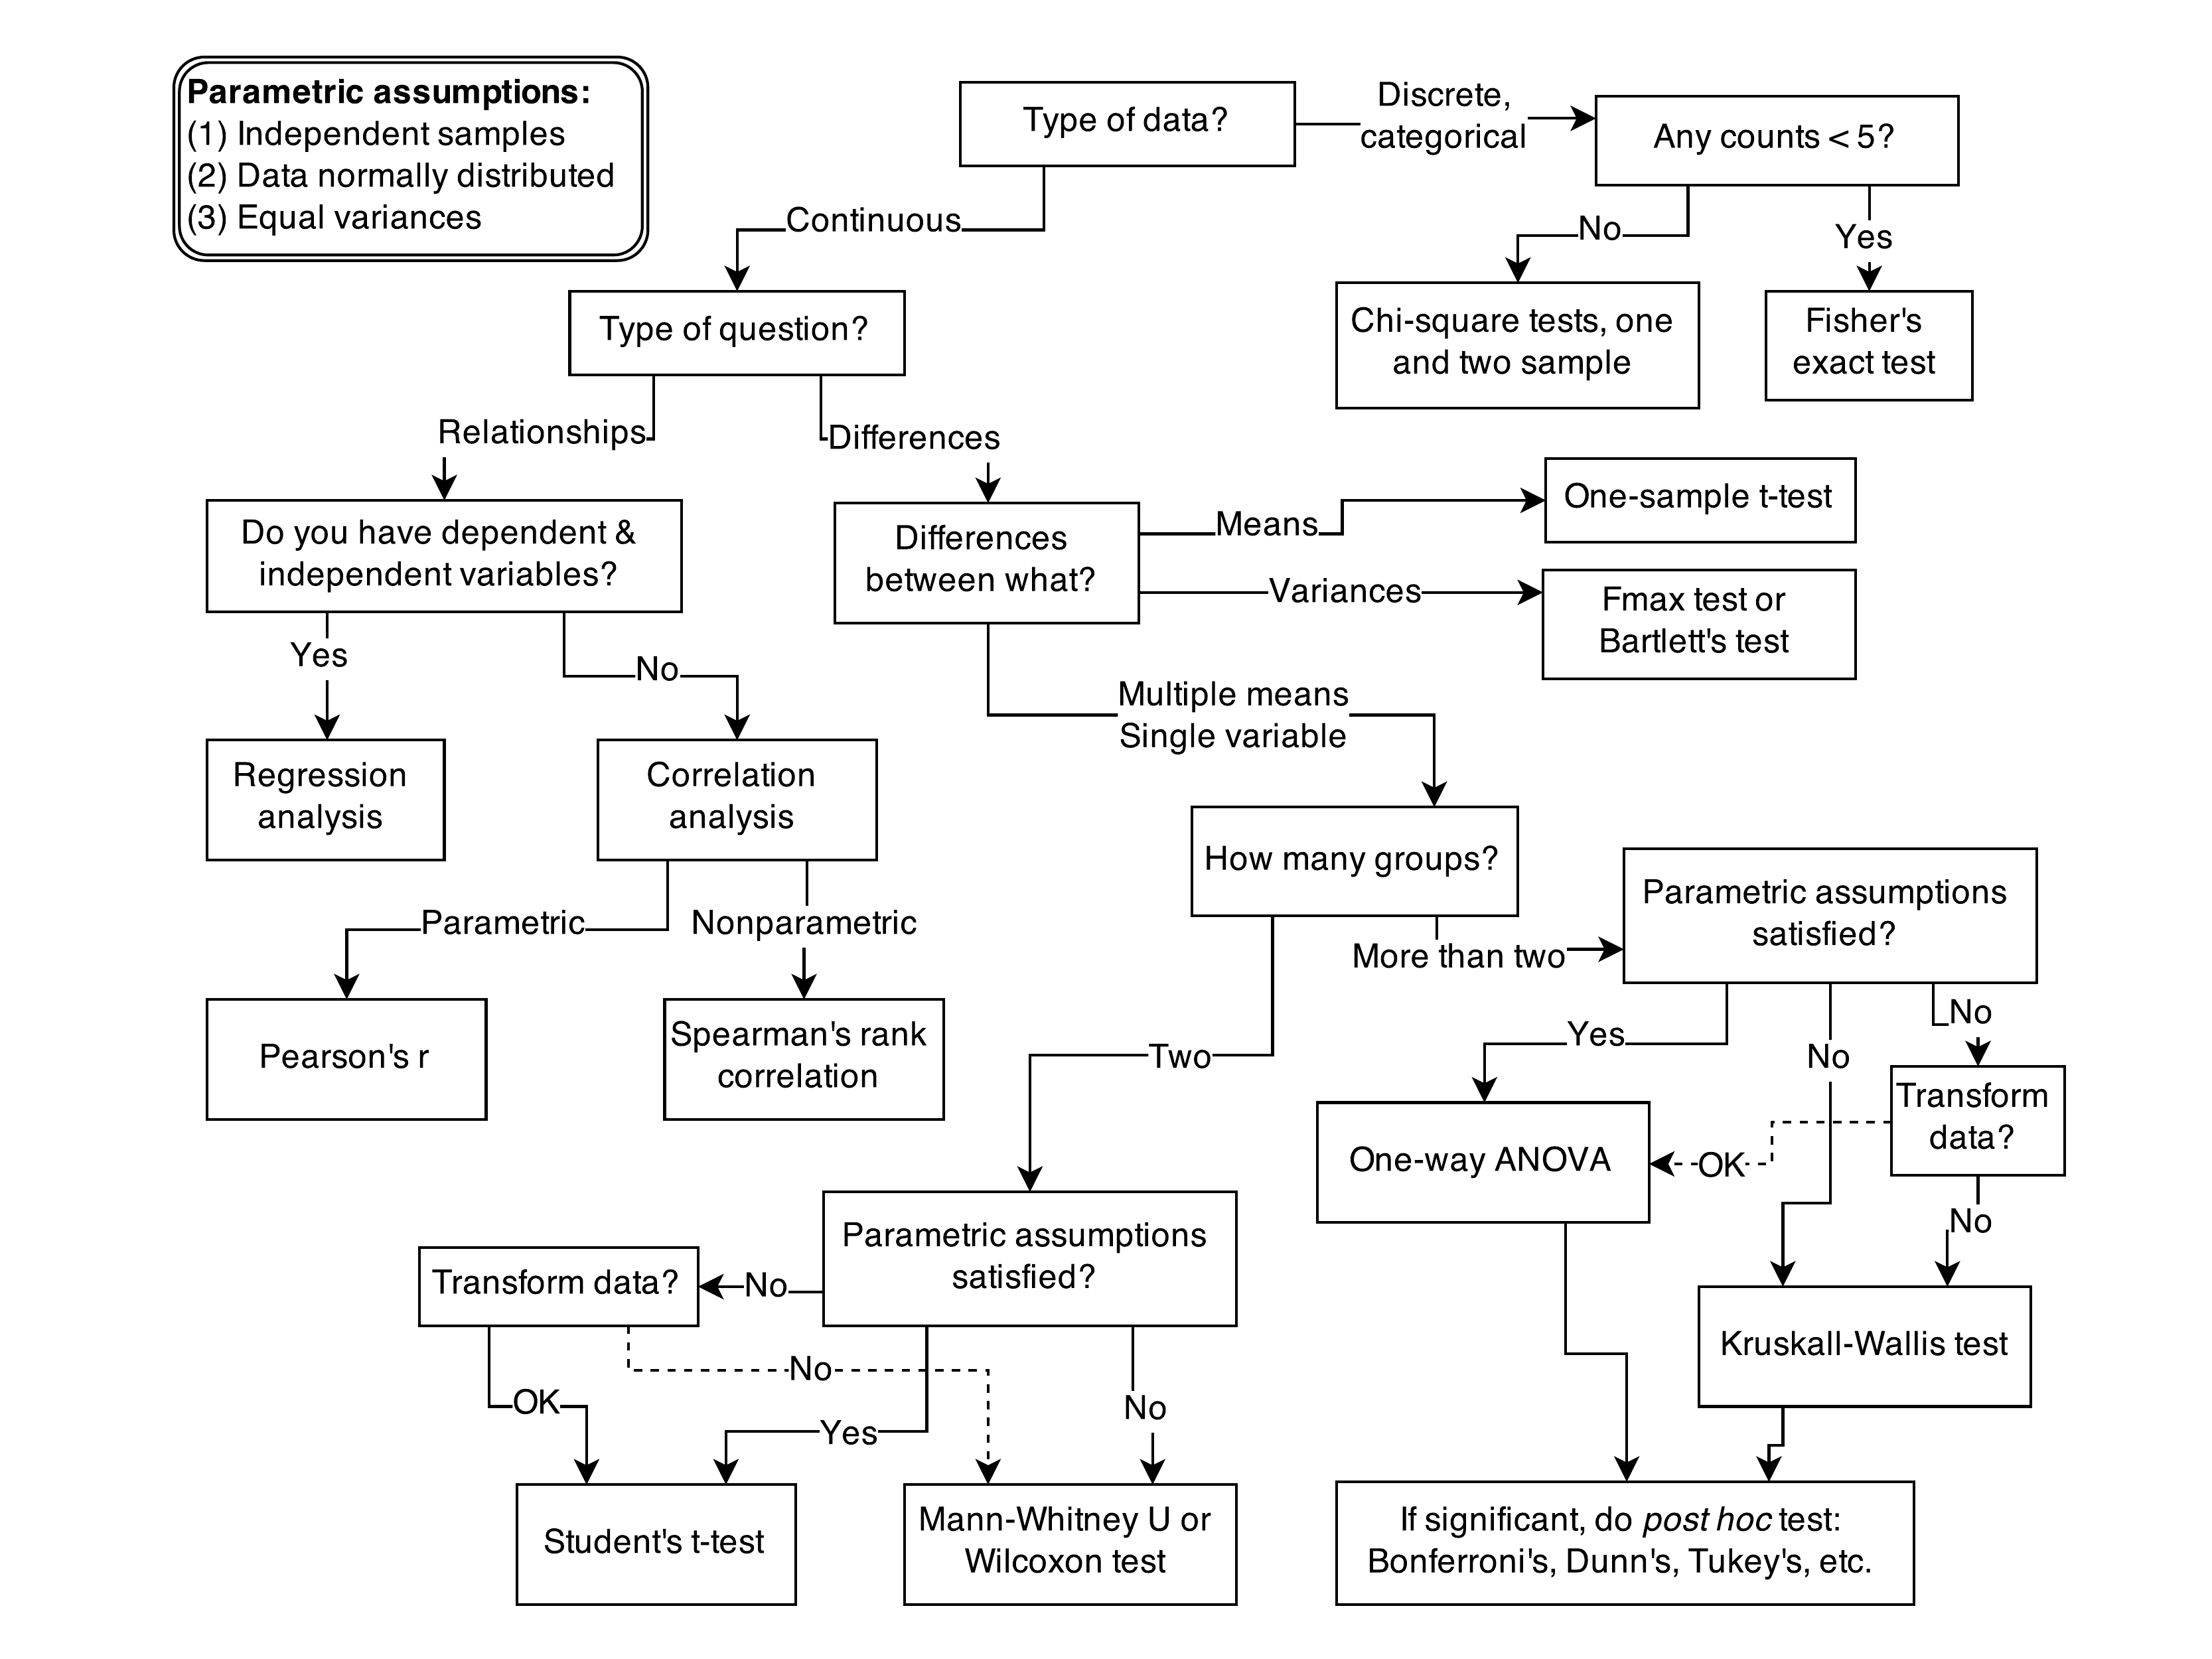 Parametric assumptions:
(1) Independent samples
(2) Data normally distributed
(3) Equal variances
Type of data?
Discrete,
categorical
Any counts < 5?
Continuous
No
Yes
Type of question?
Chi-square tests, one
and two sample
Fisher's
exact test
Relationships
Differences
Do you have dependent &
independent variables?
Differences
between what?
Means
One-sample t-test
Variances
Fmax test or
Bartlett's test
Yes
No
Multiple means
Single variable
Regression
analysis
Correlation
analysis
How many groups?
Parametric assumptions
satisfied?
Parametric
Nonparametric
More than two
Pearson's r
Spearman's rank
correlation
Two
Yes
No
No
Transform
data?
One-way ANOVA
OK
No
Parametric assumptions
satisfied?
Transform data?
No
Kruskall-Wallis test
No
OK
Yes
No
Student's t-test
Mann-Whitney U or
Wilcoxon test
If significant, do post hoc test:
Bonferroni's, Dunn's, Tukey's, etc.